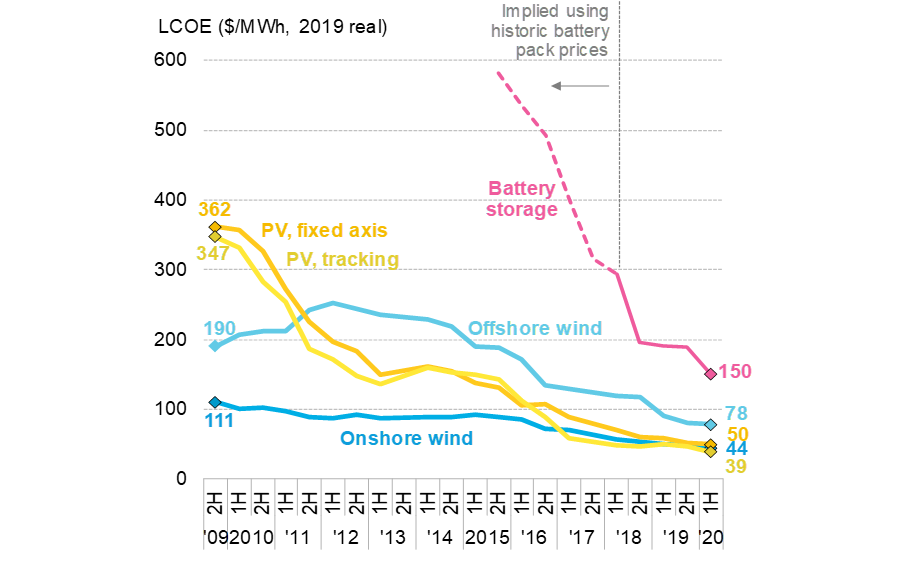 LCOE ($/MWh, 2019 real)
Implied using
historic battery
pack prices
600
500
400
300
200
100
0
Battery
storage
362
PV, fixed axis
347
PV, tracking
190
Offshore wind
111
Onshore wind
150
78
50
44
39
2H 1H 2H 1H 2H 1H 2H 1H 2H 1H 2H 1H 2H 1H 2H 1H 2H 1H 2H 1H 2H 1H
'09 2010 '11 '12 '13 '14 2015 '16 '17 '18 '19 '20